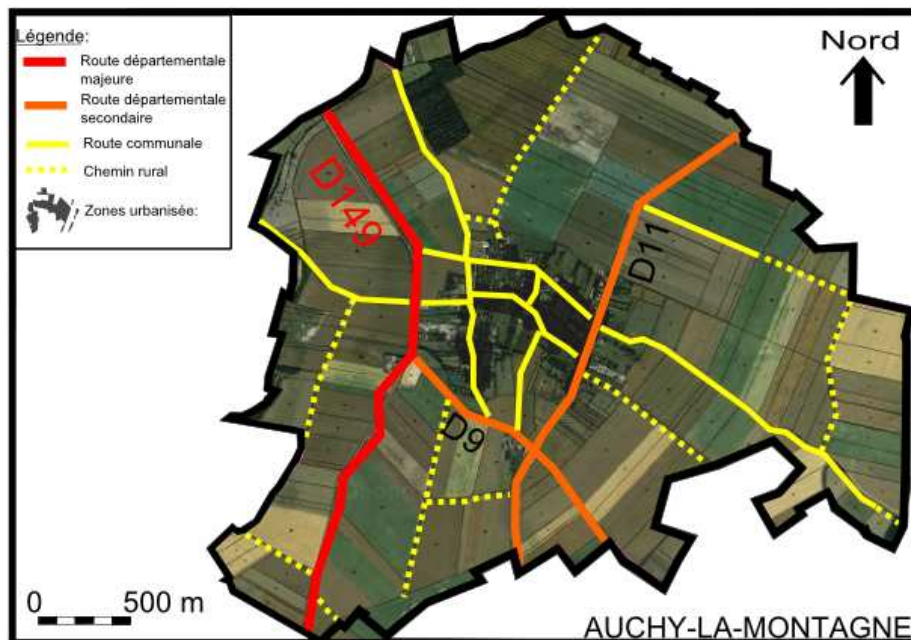 Légende:
Route départementale
majeure
Route départementale
secondaire
Route communale
Chemin rural
Zones urbanisée:
Nord
D149
D11
D9
0 500 m
AUCHY-LA-MONTAGNE